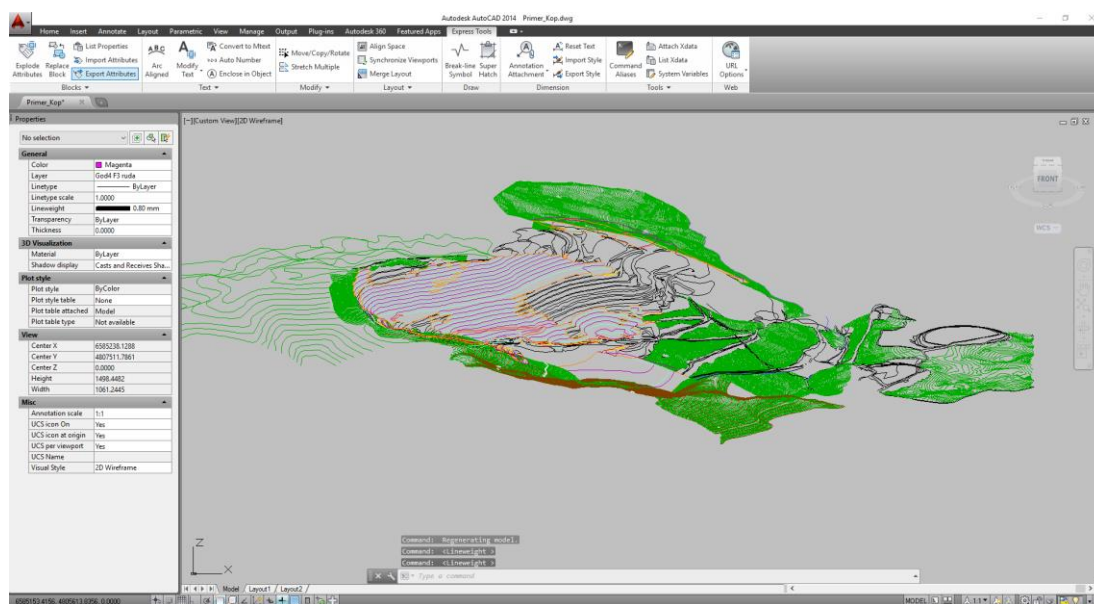 Autodesk AutoCAD 2014 Primer_Kop.dwg
Home Insert Annotate Layout Parametric View Manage Output Plug-ins Autodesk 360 Featured Apps Express Tools
Explode Attributes
Replace Block
List Properties
Import Attributes
Export Attributes
Blocks
Arc Aligned
Modify Text
Convert to Mtext
Auto Number
Enclose in Object
Text
Move/Copy/Rotate
Stretch Multiple
Modify
Align Space
Synchronize Viewports
Merge Layout
Layout
Break-line Symbol
Super Hatch
Draw
Annotation Attachment
Reset Text
Import Style
Export Style
Dimension
Command Aliases
Attach Xdata
List Xdata
System Variables
Tools
URL Options
Web
Primer_Kop*
Properties
[−][Custom View][2D Wireframe]
No selection
General
Color Magenta
Layer God4 F3 ruda
Linetype ByLayer
Linetype scale 1.0000
Lineweight 0.80 mm
Transparency ByLayer
Thickness 0.0000
3D Visualization
Material ByLayer
Shadow display Casts and Receives Sha...
Plot style
Plot style ByColor
Plot style table None
Plot table attached Model
Plot table type Not available
View
Center X 6585238.1288
Center Y 4807511.7861
Center Z 0.0000
Height 1498.4482
Width 1061.2445
Misc
Annotation scale 1:1
UCS icon On Yes
UCS icon at origin Yes
UCS per viewport Yes
UCS Name
Visual Style 2D Wireframe
FRONT
WCS
Z
X
Command: Regenerating model.
Command: <Lineweight >
Command: <Lineweight >
Type a command
Model Layout1 Layout2
MODEL 1:1